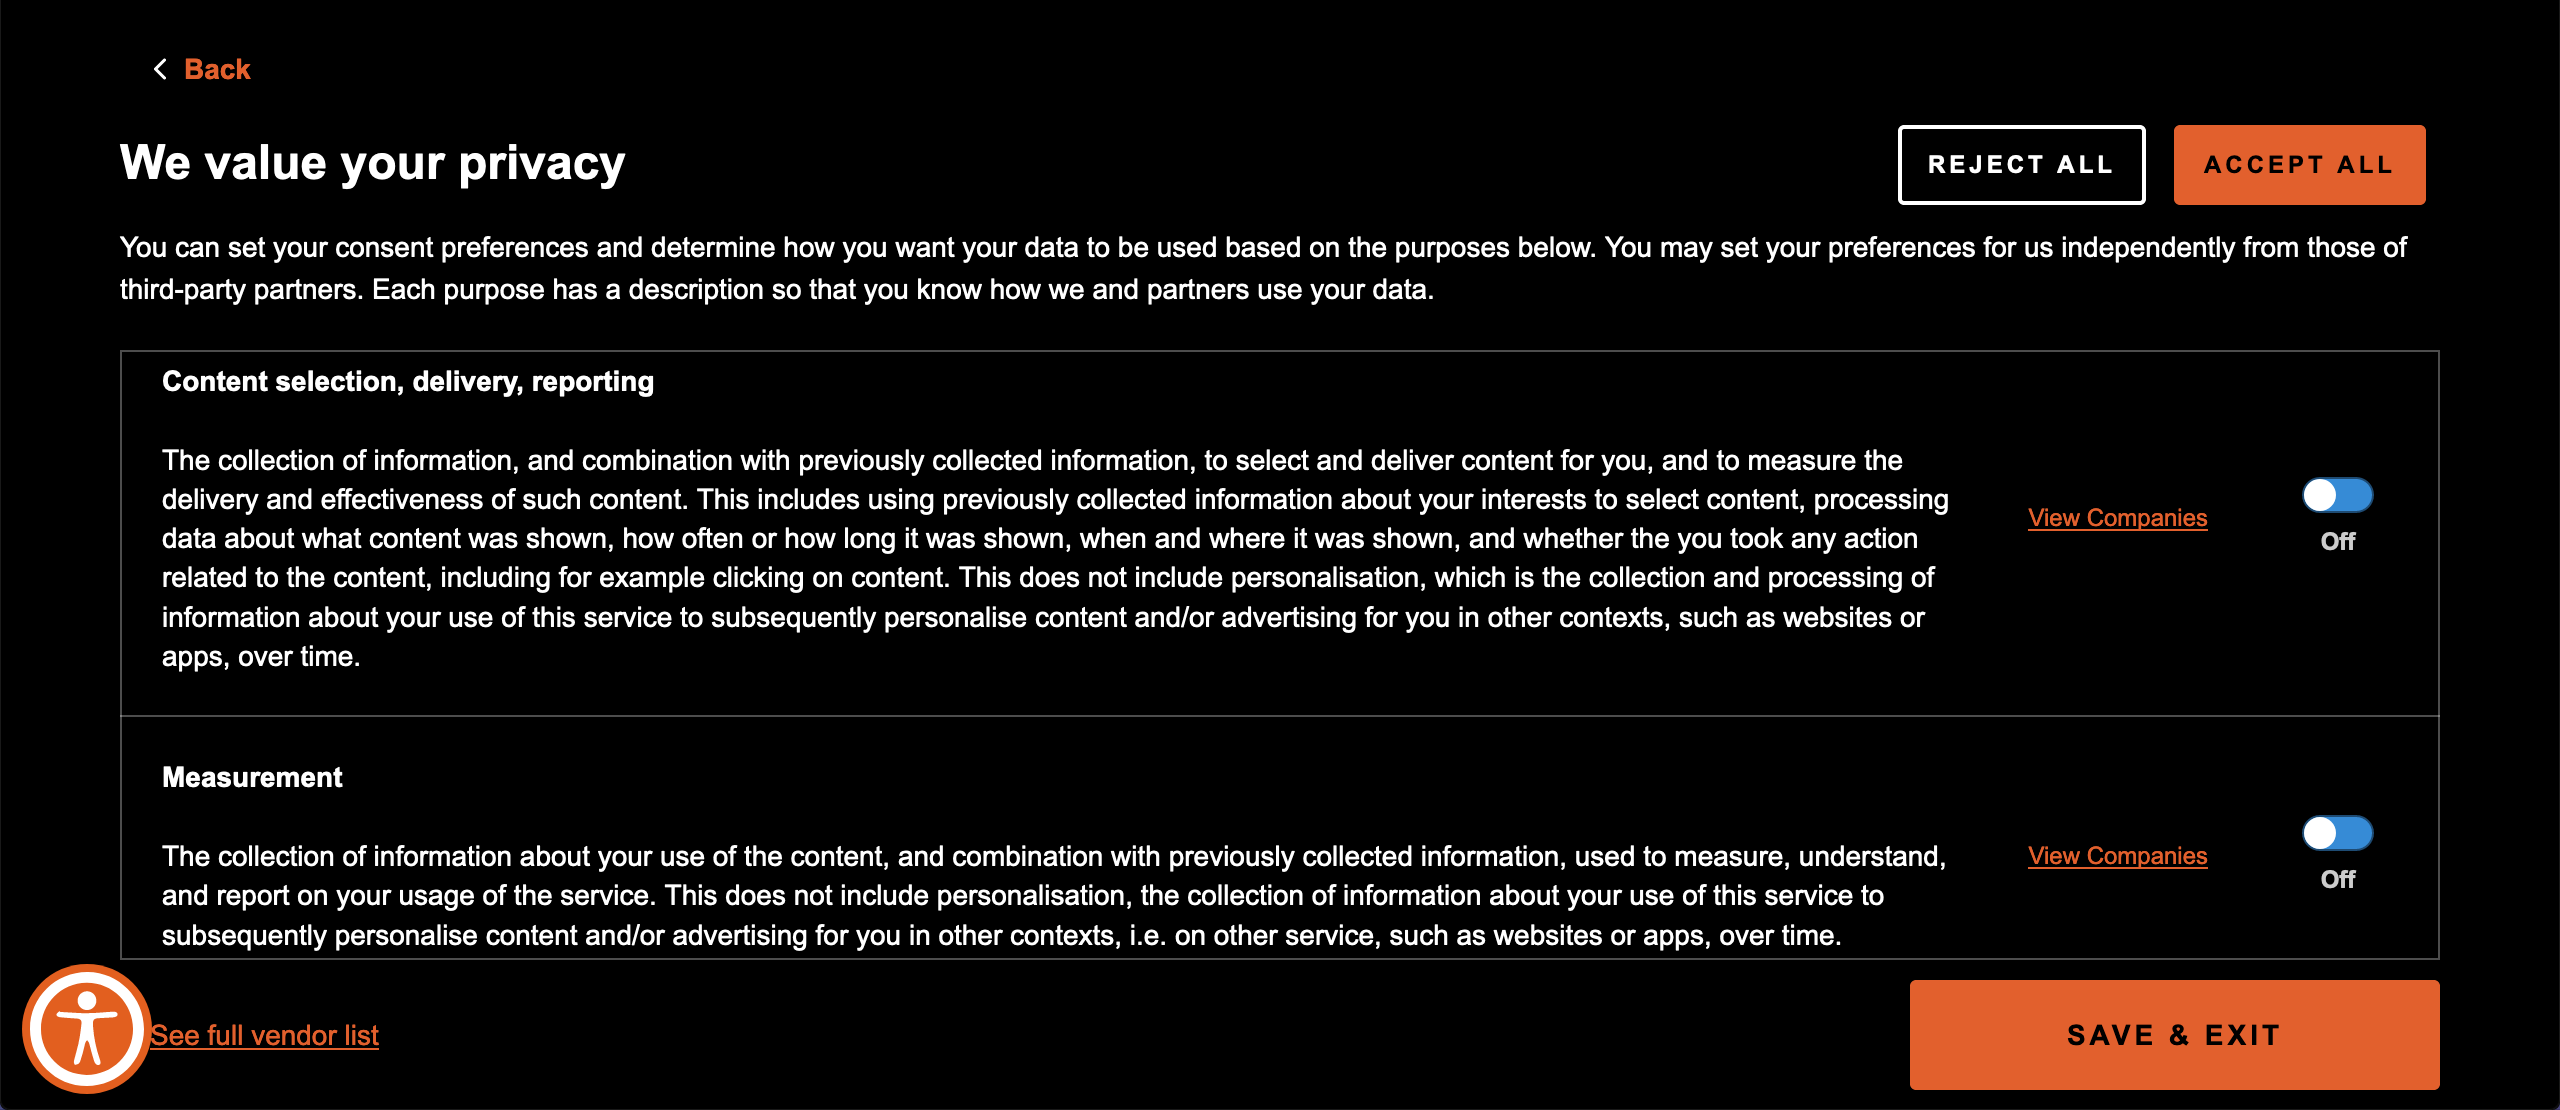 Back
We value your privacy
REJECT ALL
ACCEPT ALL
You can set your consent preferences and determine how you want your data to be used based on the purposes below. You may set your preferences for us independently from those of
third-party partners. Each purpose has a description so that you know how we and partners use your data.
Content selection, delivery, reporting
The collection of information, and combination with previously collected information, to select and deliver content for you, and to measure the
delivery and effectiveness of such content. This includes using previously collected information about your interests to select content, processing
data about what content was shown, how often or how long it was shown, when and where it was shown, and whether the you took any action
related to the content, including for example clicking on content. This does not include personalisation, which is the collection and processing of
information about your use of this service to subsequently personalise content and/or advertising for you in other contexts, such as websites or
apps, over time.
View Companies
Off
Measurement
The collection of information about your use of the content, and combination with previously collected information, used to measure, understand,
and report on your usage of the service. This does not include personalisation, the collection of information about your use of this service to
subsequently personalise content and/or advertising for you in other contexts, i.e. on other service, such as websites or apps, over time.
View Companies
Off
See full vendor list
SAVE & EXIT